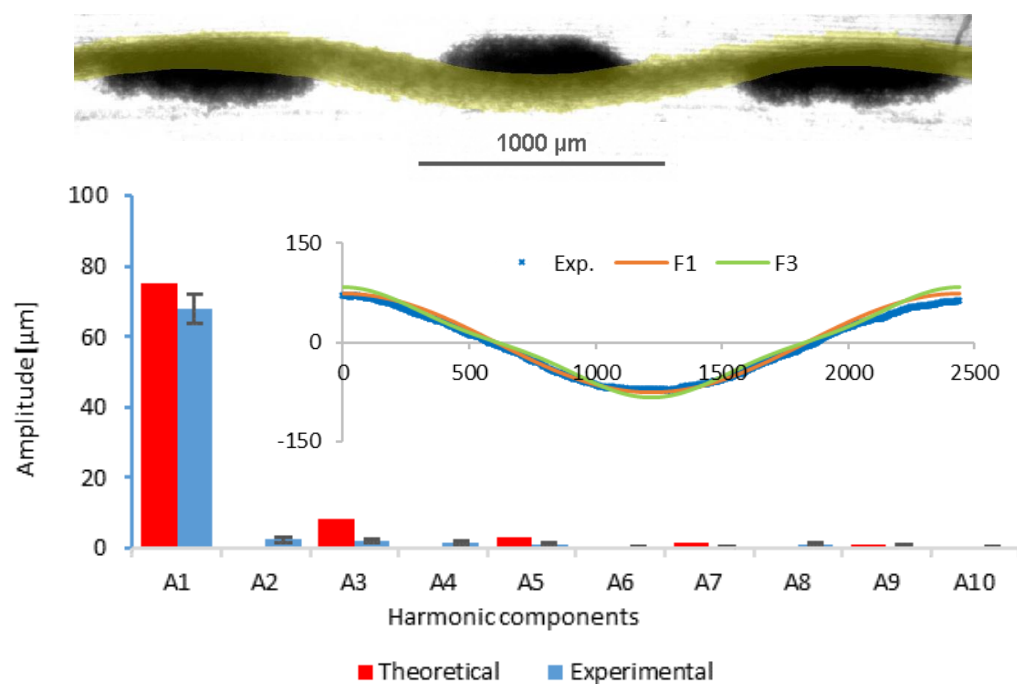 1000 µm
100
80
60
40
20
0
Amplitude [µm]
150
0
-150
Exp. F1 F3
0 500 1000 1500 2000 2500
A1 A2 A3 A4 A5 A6 A7 A8 A9 A10
Harmonic components
Theoretical Experimental